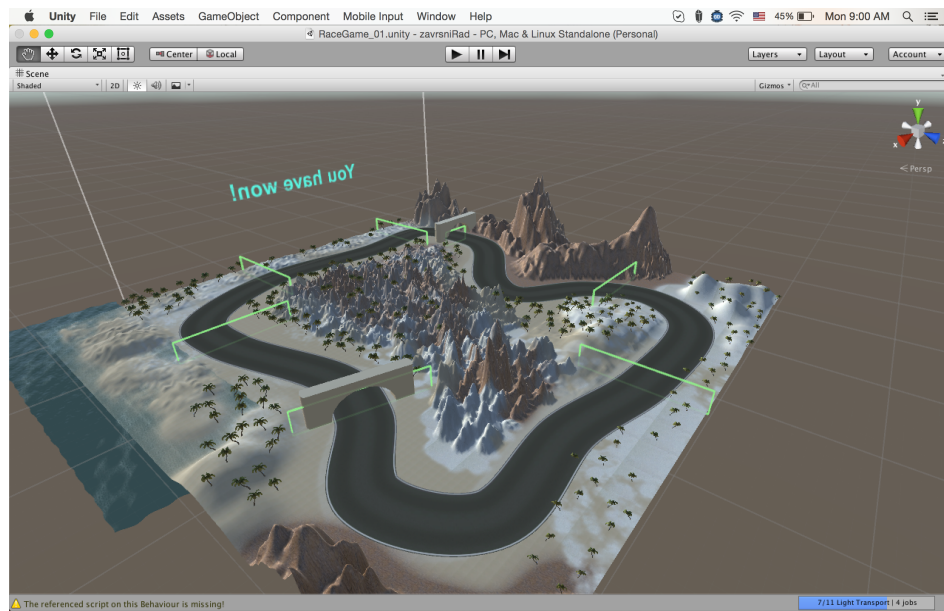 Unity File Edit Assets GameObject Component Mobile Input Window Help 45% Mon 9:00 AM
RaceGame_01.unity - zavrsniRad - PC, Mac & Linux Standalone (Personal)
Center Local Layers Layout Account
Scene
Shaded 2D Gizmos All
y
x
Persp
You have won!
The referenced script on this Behaviour is missing! 7/11 Light Transport | 4 jobs